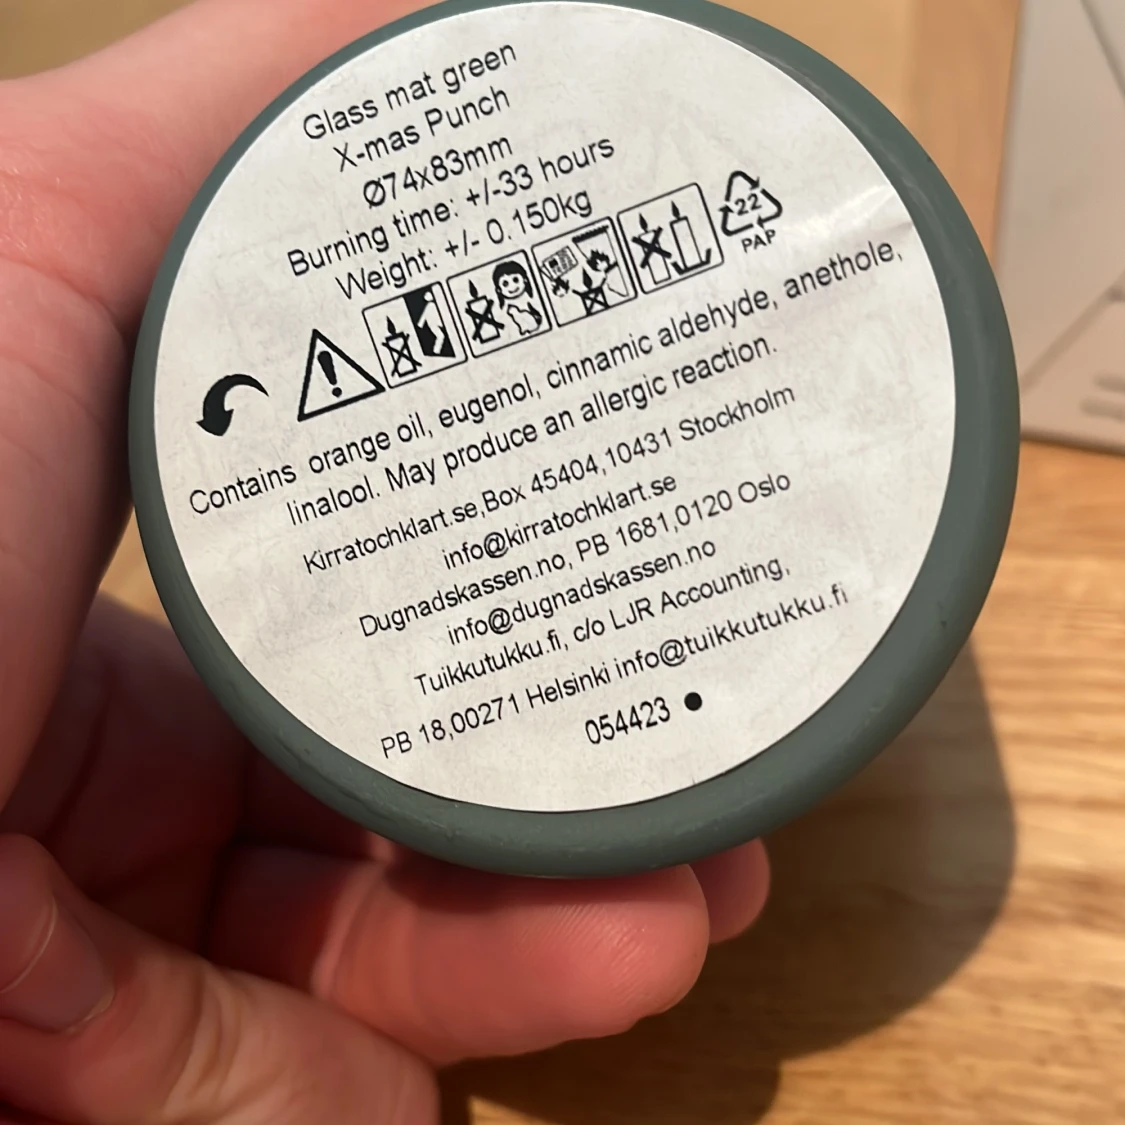 Glass mat green
X-mas Punch
Ø74x83mm
Burning time: +/-33 hours
Weight: +/- 0.150kg
22
PAP
Contains orange oil, eugenol, cinnamic aldehyde, anethole,
linalool. May produce an allergic reaction.
Kirratochklart.se,Box 45404,10431 Stockholm
info@kirratochklart.se
Dugnadskassen.no, PB 1681,0120 Oslo
info@dugnadskassen.no
Tuikkutukku.fi, c/o LJR Accounting,
PB 18,00271 Helsinki info@tuikkutukku.fi
054423